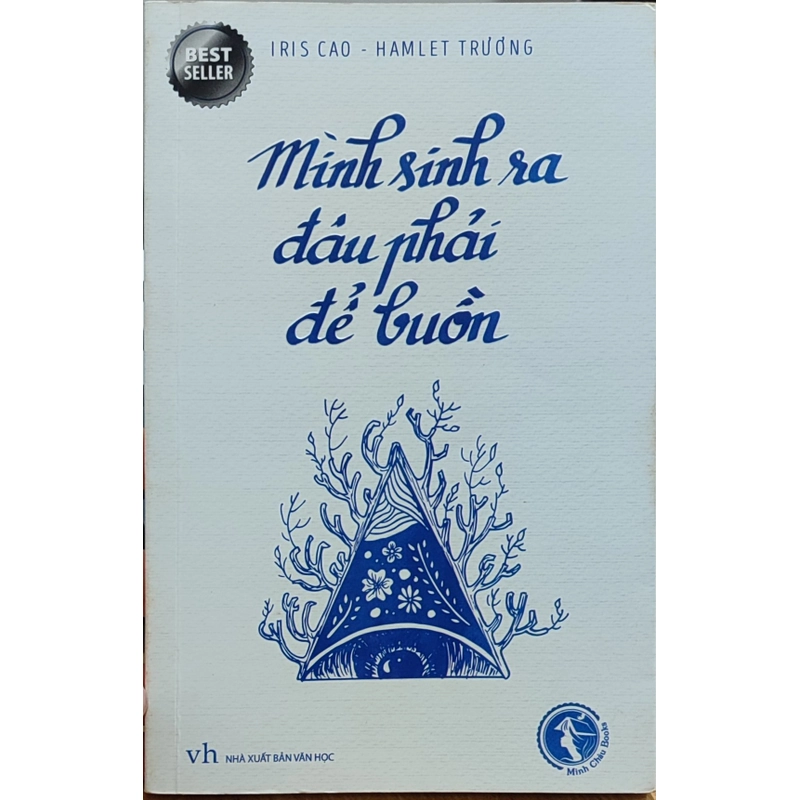 BEST
SELLER
IRIS CAO - HAMLET TRƯƠNG
Mình sinh ra
đâu phải
để buồn
vh NHÀ XUẤT BẢN VĂN HỌC
Minh Châu Books